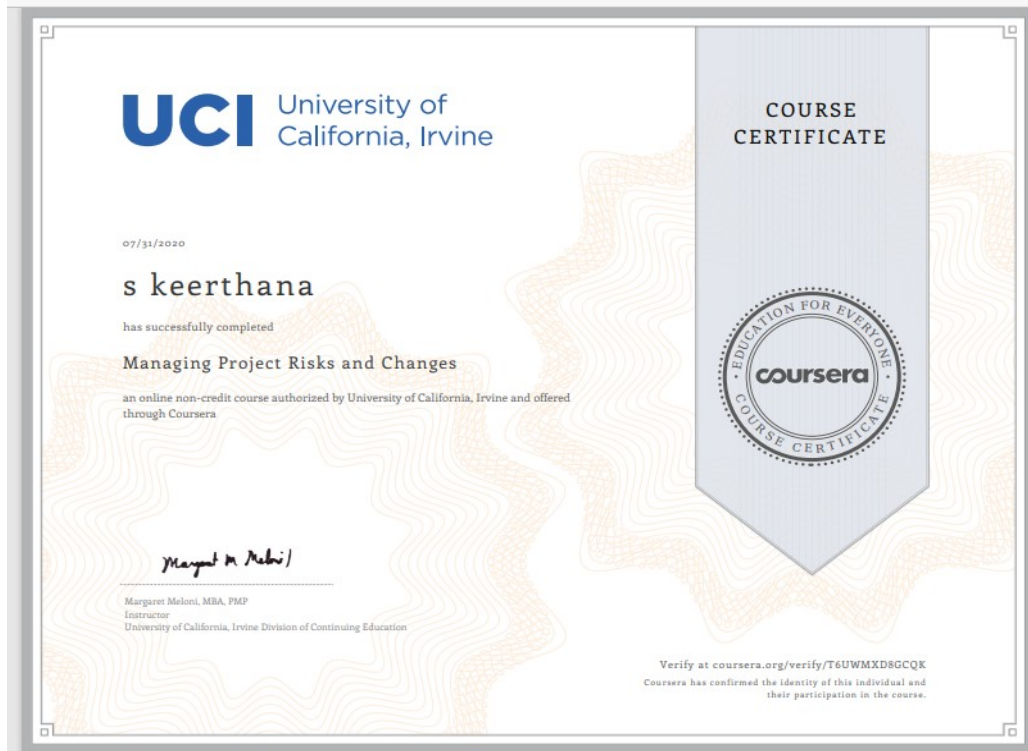 UCI University of
California, Irvine
COURSE
CERTIFICATE
07/31/2020
s keerthana
has successfully completed
Managing Project Risks and Changes
an online non-credit course authorized by University of California, Irvine and offered
through Coursera
EDUCATION FOR EVERYONE
coursera
COURSE CERTIFICATE
Margaret M Meloni
Margaret Meloni, MBA, PMP
Instructor
University of California, Irvine Division of Continuing Education
Verify at coursera.org/verify/T6UWMXD8GCQK
Coursera has confirmed the identity of this individual and
their participation in the course.